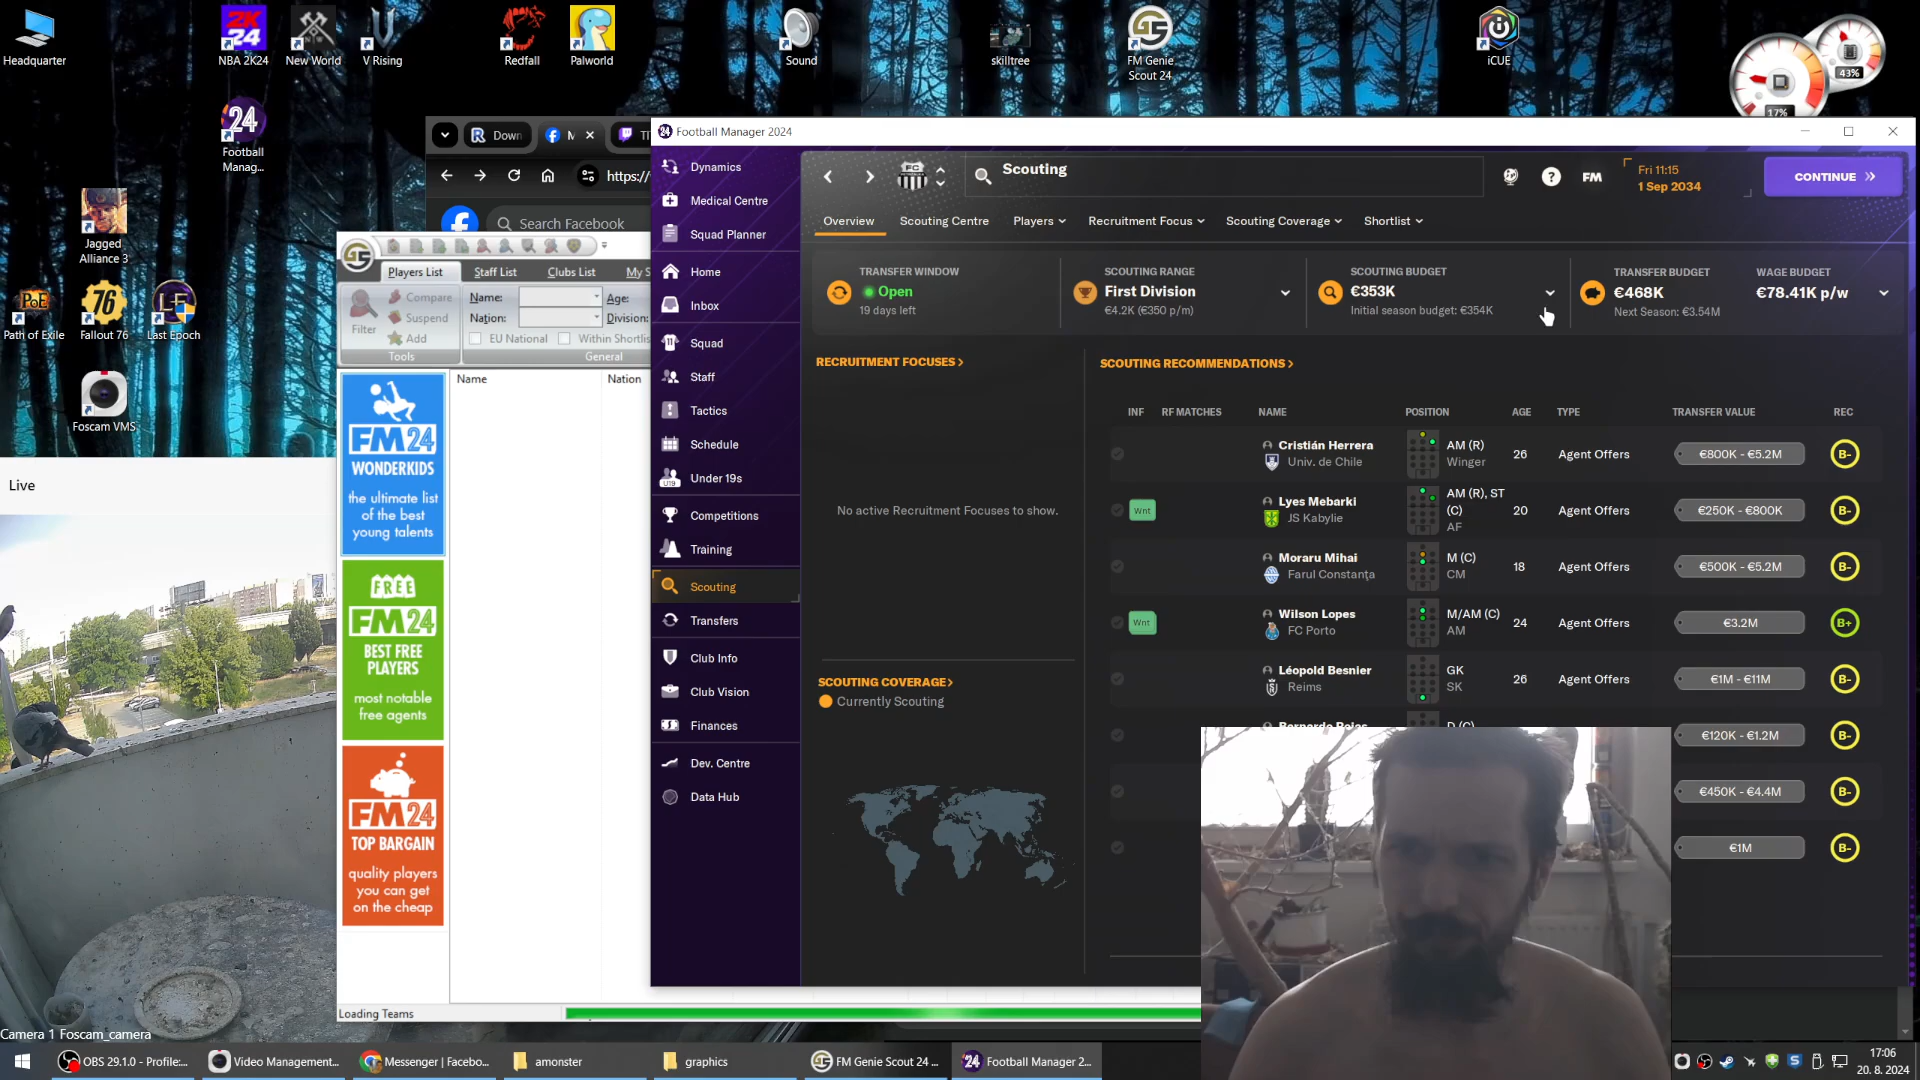 Headquarter
NBA 2K24
New World
V Rising
Redfall
Palworld
Sound
skilltree
FM Genie
Scout 24
iCUE
43%
17%
24
Football
Manag...
Jagged
Alliance 3
Path of Exile
Fallout 76
Last Epoch
Foscam VMS
Live
Camera 1 Foscam_camera
Down
https://
Search Facebook
Players List
Staff List
Clubs List
My S
Filter
Compare
Suspend
Add
Tools
Name:
Age:
Nation:
Division:
EU National
Within Shortlis
General
Name
Nation
FM24
WONDERKIDS
the ultimate list
of the best
young talents
FREE
FM24
BEST FREE
PLAYERS
most notable
free agents
FM24
TOP BARGAIN
quality players
you can get
on the cheap
Loading Teams
Football Manager 2024
Dynamics
Medical Centre
Squad Planner
Home
Inbox
Squad
Staff
Tactics
Schedule
Under 19s
Competitions
Training
Scouting
Transfers
Club Info
Club Vision
Finances
Dev. Centre
Data Hub
Scouting
FM
Fri 11:15
1 Sep 2034
CONTINUE
Overview
Scouting Centre
Players
Recruitment Focus
Scouting Coverage
Shortlist
TRANSFER WINDOW
Open
19 days left
SCOUTING RANGE
First Division
€4.2K (€350 p/m)
SCOUTING BUDGET
€353K
Initial season budget: €354K
TRANSFER BUDGET
€468K
Next Season: €3.54M
WAGE BUDGET
€78.41K p/w
RECRUITMENT FOCUSES >
No active Recruitment Focuses to show.
SCOUTING COVERAGE >
Currently Scouting
SCOUTING RECOMMENDATIONS >
INF RF MATCHES NAME POSITION AGE TYPE TRANSFER VALUE REC
Cristián Herrera
Univ. de Chile
AM (R)
Winger
26 Agent Offers €800K - €5.2M B-
Wnt
Lyes Mebarki
JS Kabylie
AM (R), ST
(C)
AF
20 Agent Offers €250K - €800K B-
Moraru Mihai
Farul Constanța
M (C)
CM
18 Agent Offers €500K - €5.2M B-
Wnt
Wilson Lopes
FC Porto
M/AM (C)
AM
24 Agent Offers €3.2M B+
Léopold Besnier
Reims
GK
SK
26 Agent Offers €1M - €11M B-
€120K - €1.2M B-
€450K - €4.4M B-
€1M B-
OBS 29.1.0 - Profile:...
Video Management...
Messenger | Facebo...
amonster
graphics
FM Genie Scout 24 ...
Football Manager 2...
17:06
20. 8. 2024